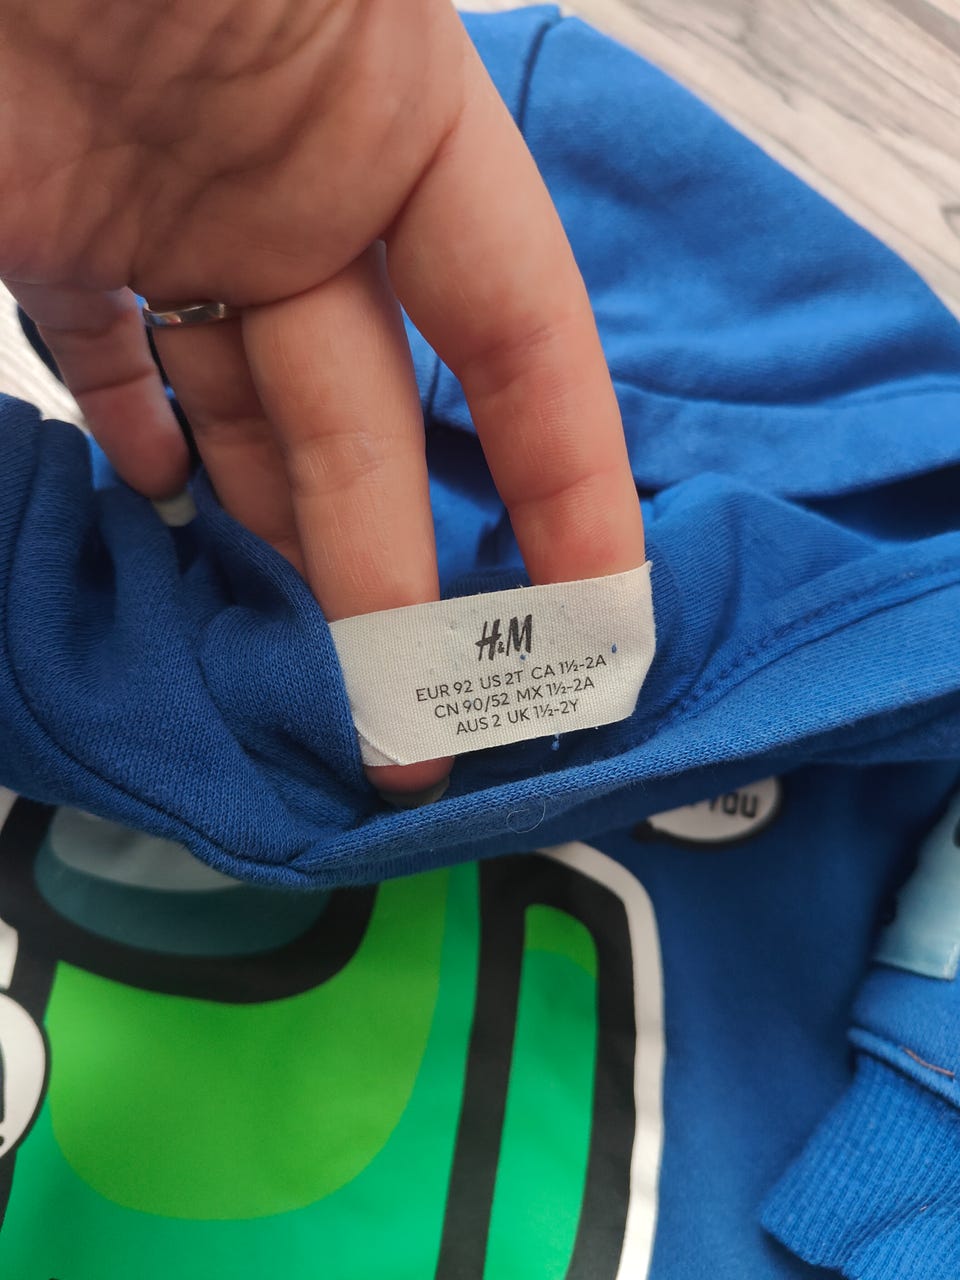 H&M
EUR 92 US 2T CA 1½-2A
CN 90/52 MX 1½-2A
AUS 2 UK 1½-2Y
You